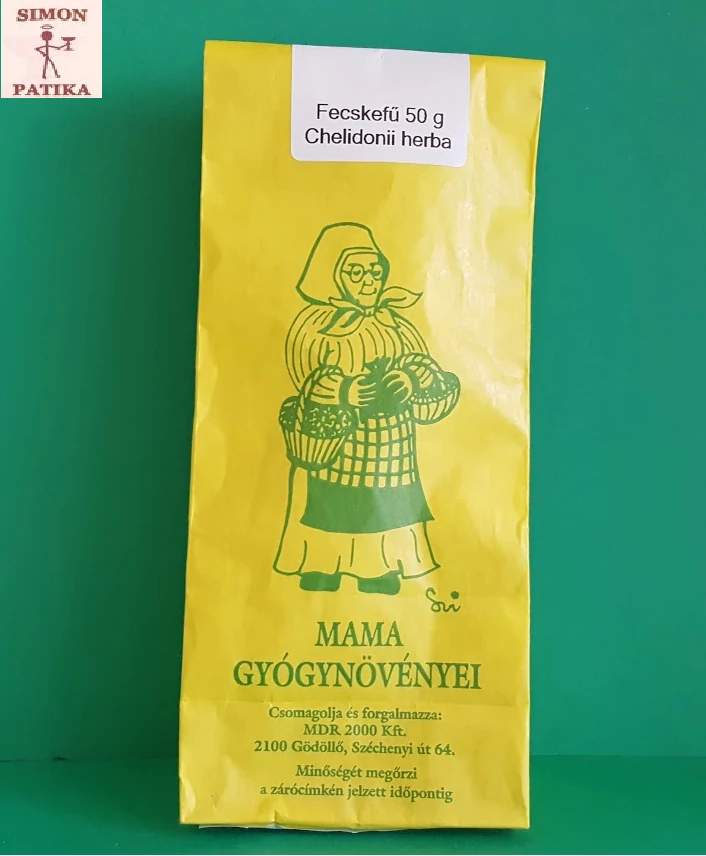 SIMON
PATIKA
Fecskefű 50 g
Chelidonii herba
Svi
MAMA
GYÓGYNÖVÉNYEI
Csomagolja és forgalmazza:
MDR 2000 Kft.
2100 Gödöllő, Széchenyi út 64.
Minőségét megőrzi
a zárócímkén jelzett időpontig